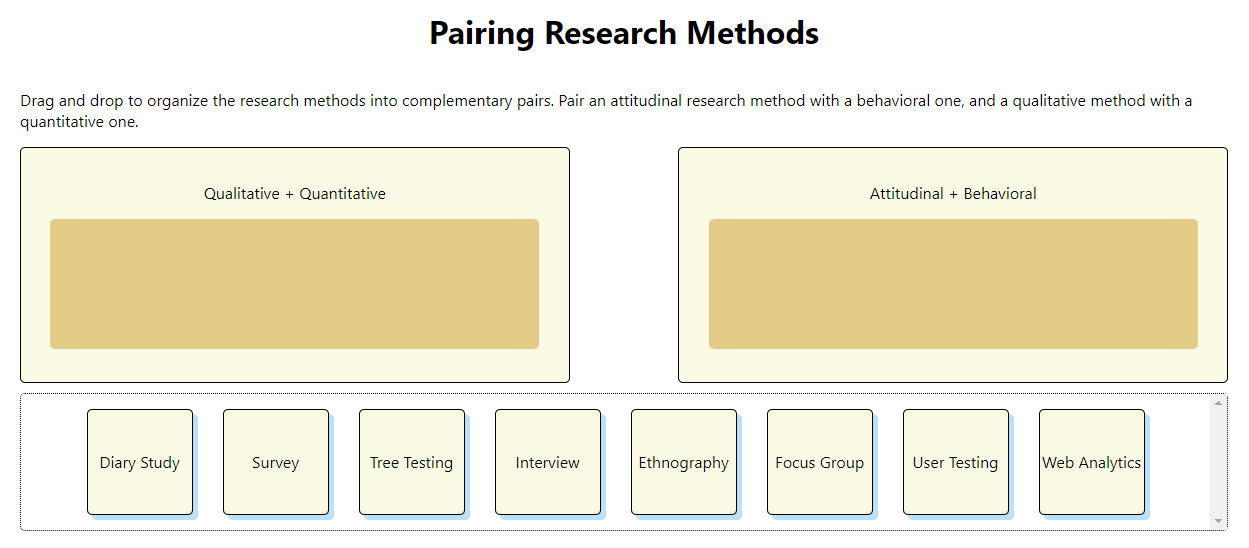 Pairing Research Methods
Drag and drop to organize the research methods into complementary pairs. Pair an attitudinal research method with a behavioral one, and a qualitative method with a
quantitative one.
Qualitative + Quantitative
Attitudinal + Behavioral
Diary Study
Survey
Tree Testing
Interview
Ethnography
Focus Group
User Testing
Web Analytics